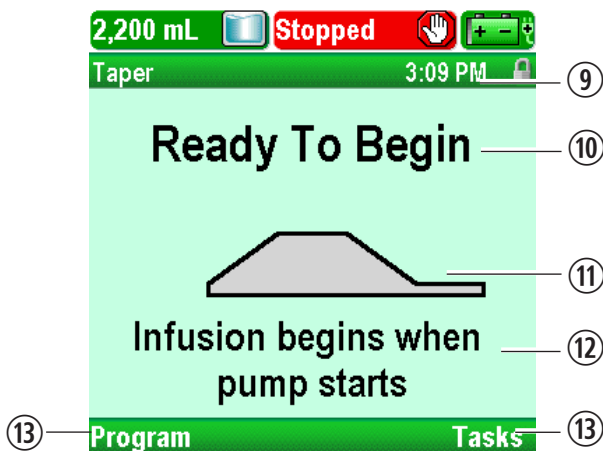 2,200 mL Stopped + -
Taper 3:09 PM ⑨
Ready To Begin ⑩
⑪
Infusion begins when ⑫
pump starts
⑬ Program Tasks ⑬